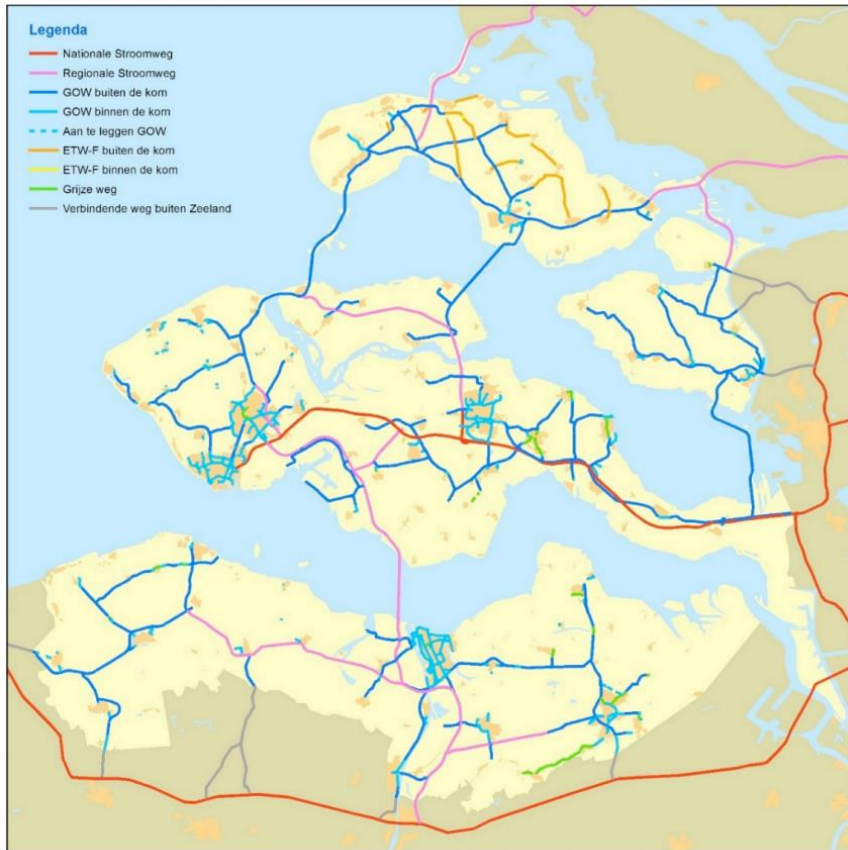 Legenda
Nationale Stroomweg
Regionale Stroomweg
GOW buiten de kom
GOW binnen de kom
Aan te leggen GOW
ETW-F buiten de kom
ETW-F binnen de kom
Grijze weg
Verbindende weg buiten Zeeland